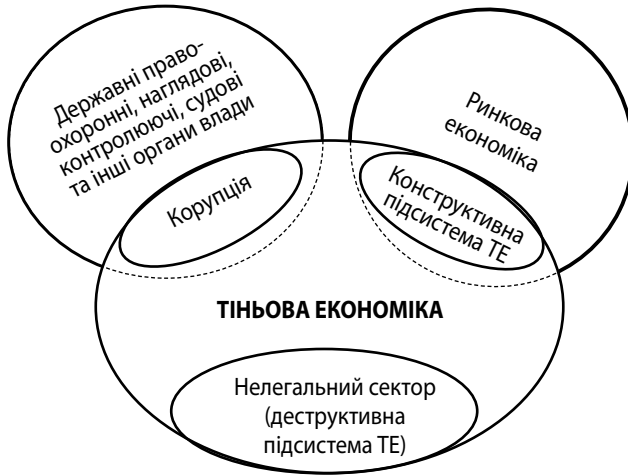 Державні право-
охоронні, наглядові,
контролюючі, судові
та інші органи влади
Ринкова
економіка
Корупція
Конструктивна
підсистема ТЕ
ТІНЬОВА ЕКОНОМІКА
Нелегальний сектор
(деструктивна
підсистема ТЕ)